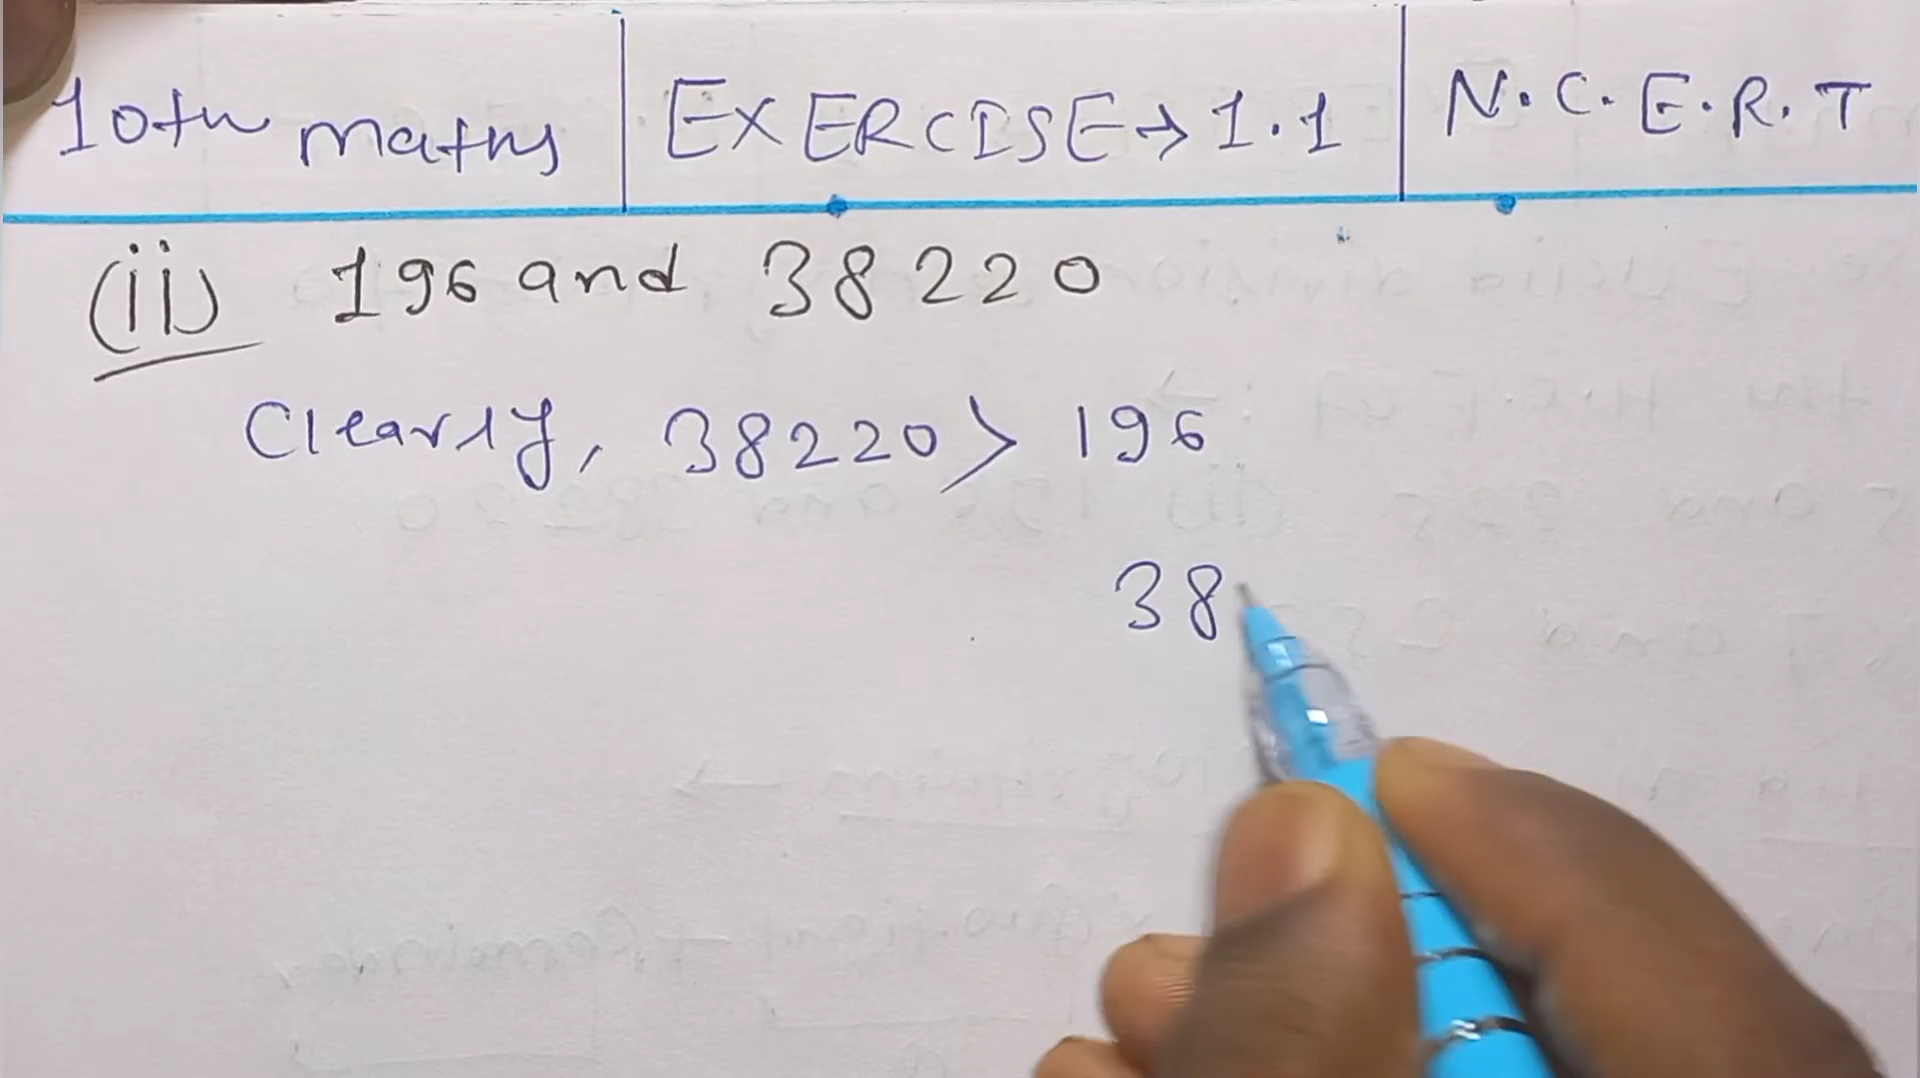 10th maths EXERCISE → 1.1 N.C.E.R.T
(ii) 196 and 38220
Clearly, 38220 > 196
38